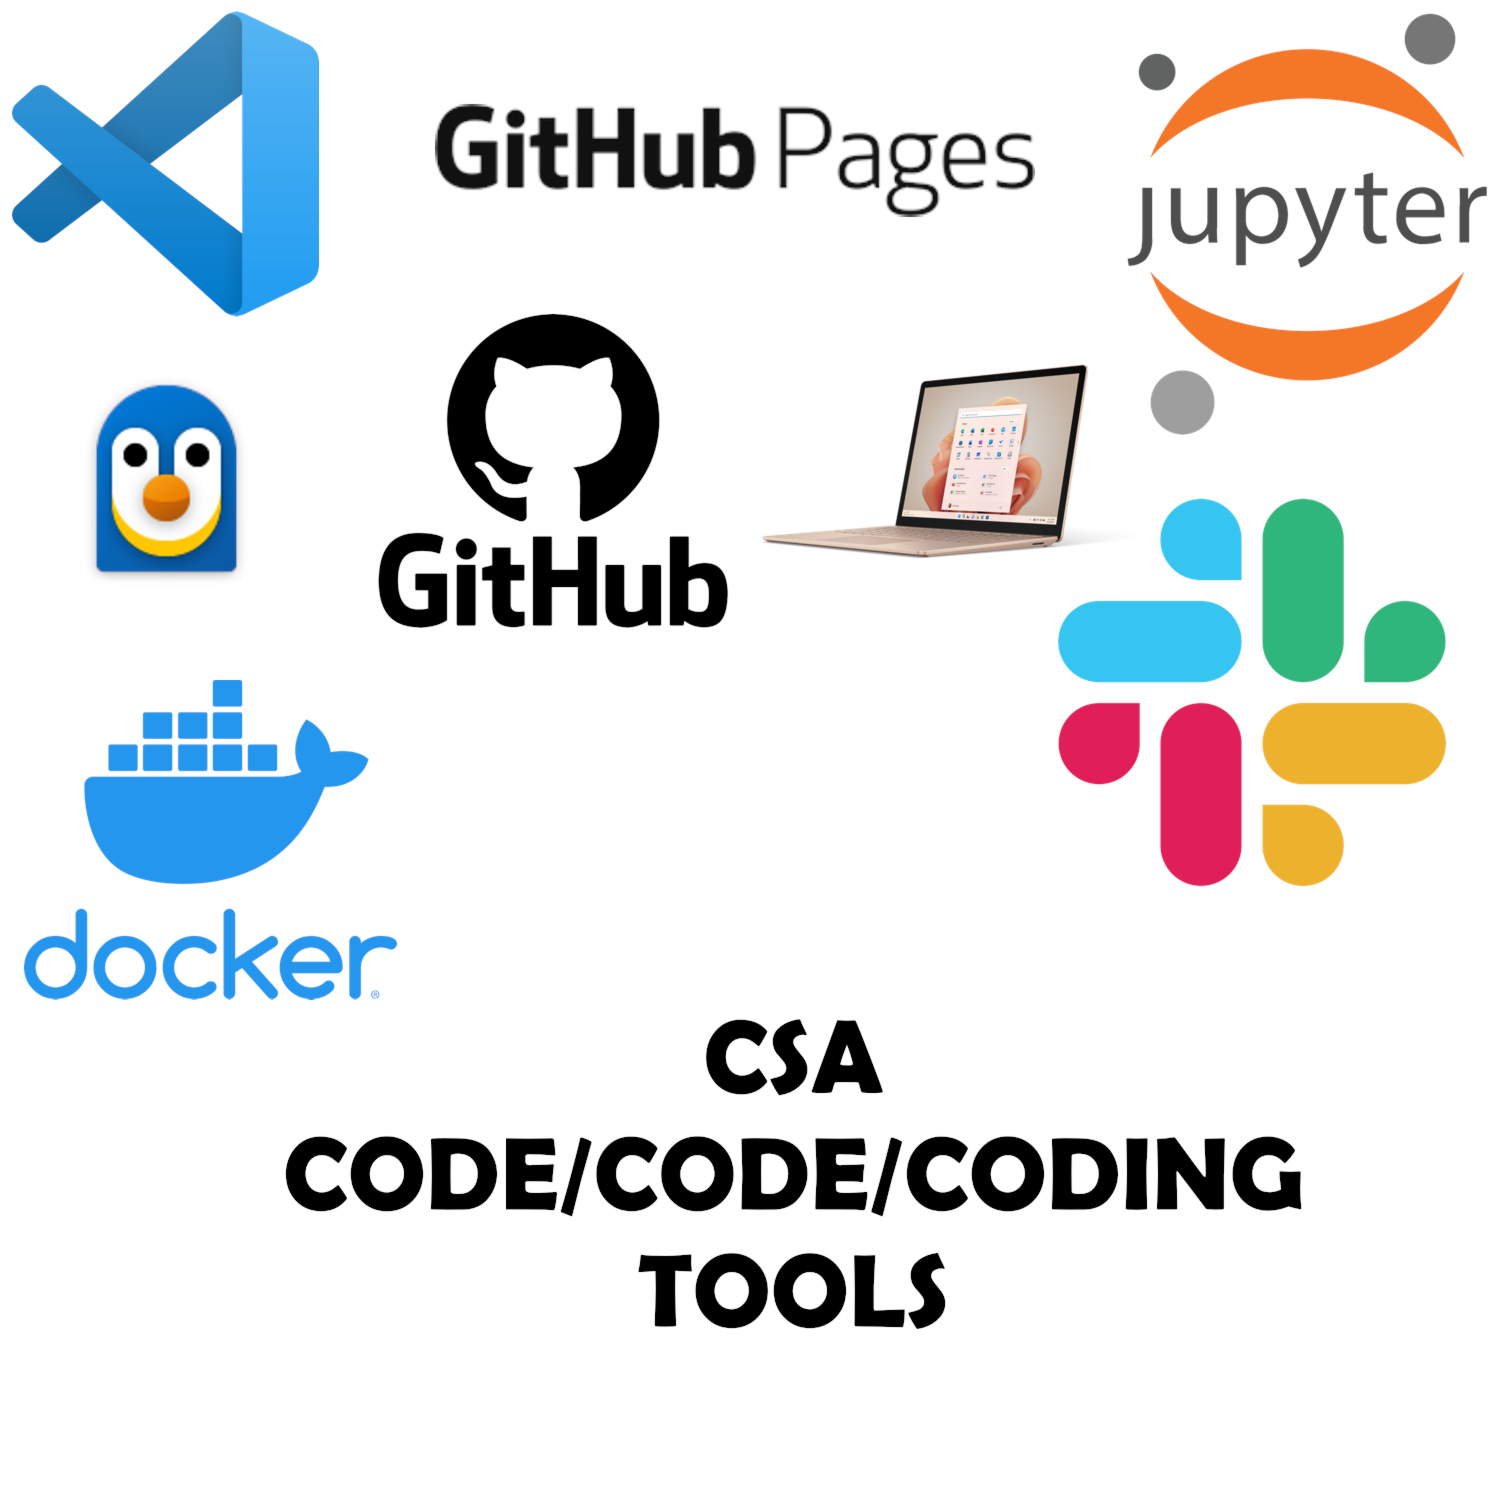 GitHub Pages
jupyter
GitHub
docker®
CSA
CODE/CODE/CODING
TOOLS